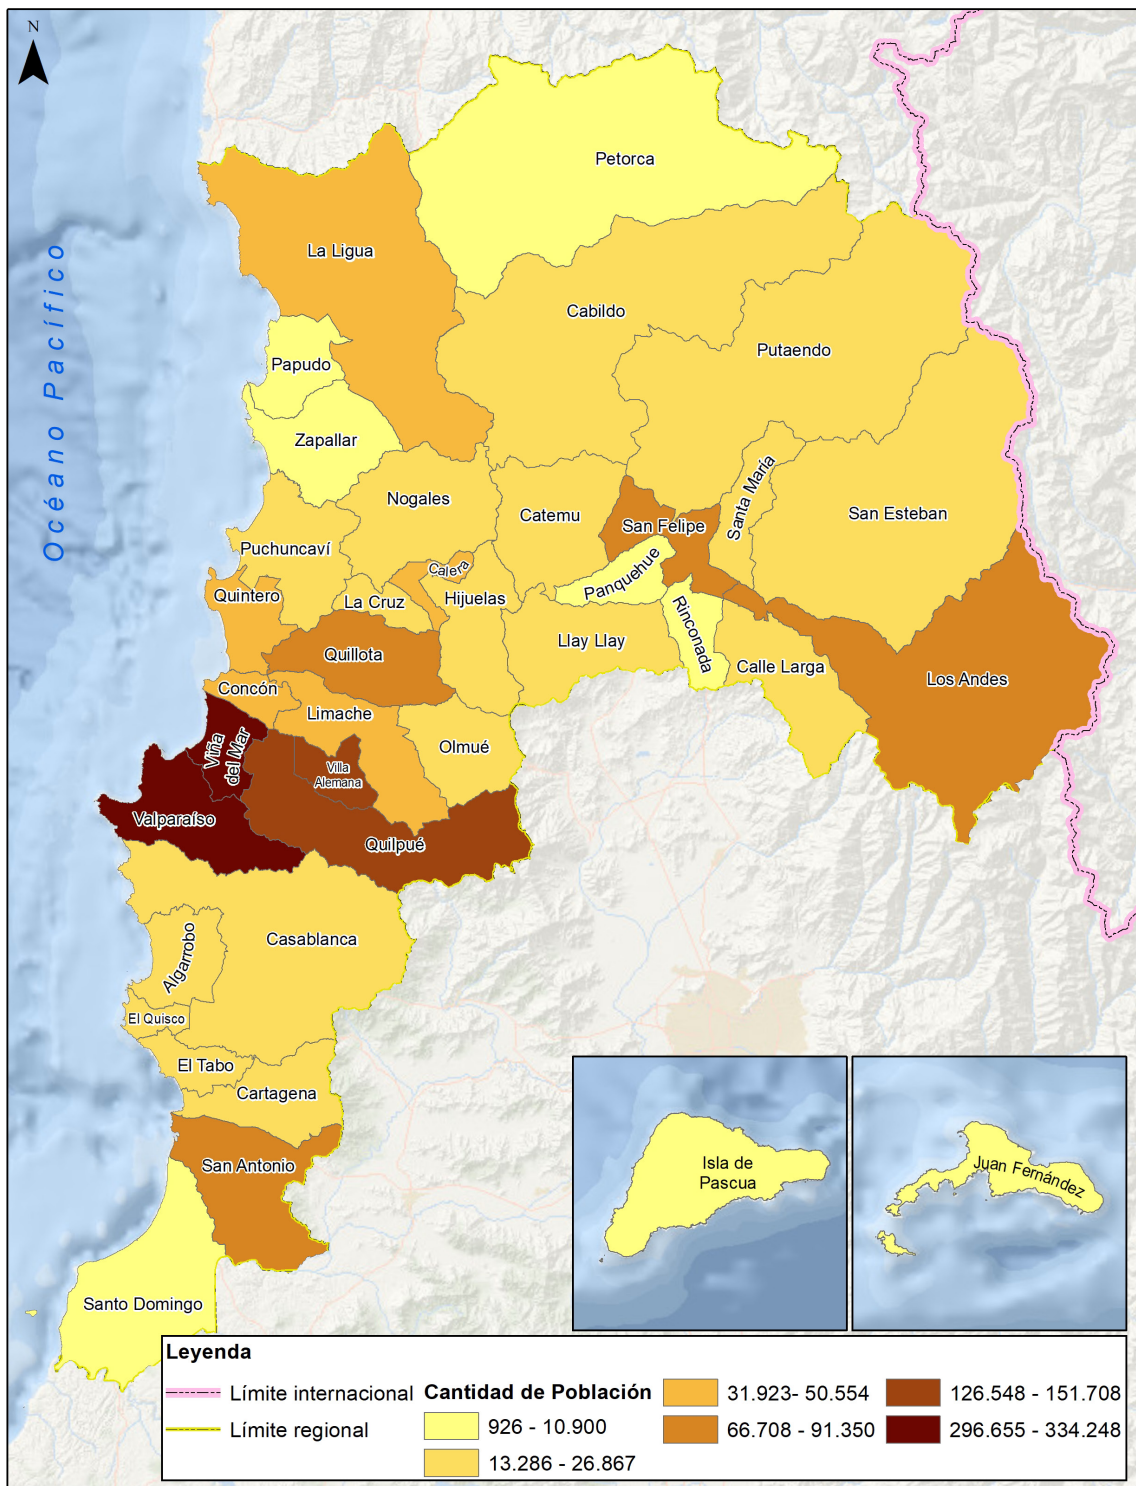 N
Océano Pacífico
Petorca
La Ligua
Cabildo
Putaendo
Papudo
Zapallar
Nogales
Catemu
San Felipe
Santa María
San Esteban
Puchuncaví
Calera
Panquehue
Quintero
La Cruz
Hijuelas
Rinconada
Llay Llay
Quillota
Calle Larga
Los Andes
Concón
Limache
Olmué
Viña
del Mar
Villa
Alemana
Valparaíso
Quilpué
Casablanca
Algarrobo
El Quisco
El Tabo
Cartagena
San Antonio
Santo Domingo
Isla de
Pascua
Juan Fernández
Leyenda
Límite internacional
Límite regional
Cantidad de Población
926 - 10.900
13.286 - 26.867
31.923- 50.554
66.708 - 91.350
126.548 - 151.708
296.655 - 334.248